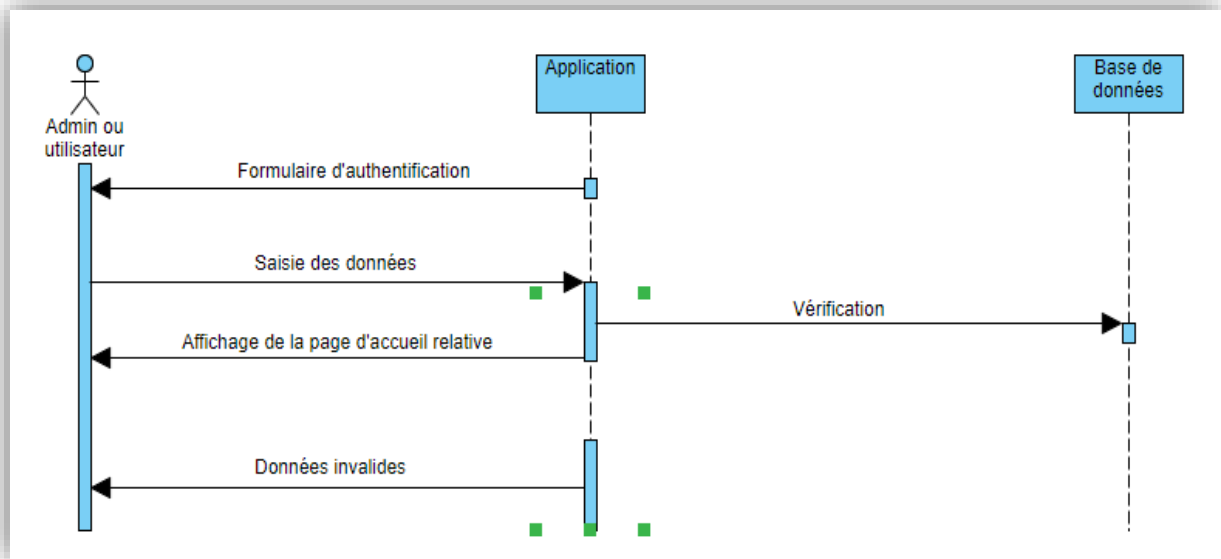 Admin ou
utilisateur
Application
Base de
données
Formulaire d'authentification
Saisie des données
Vérification
Affichage de la page d'accueil relative
Données invalides